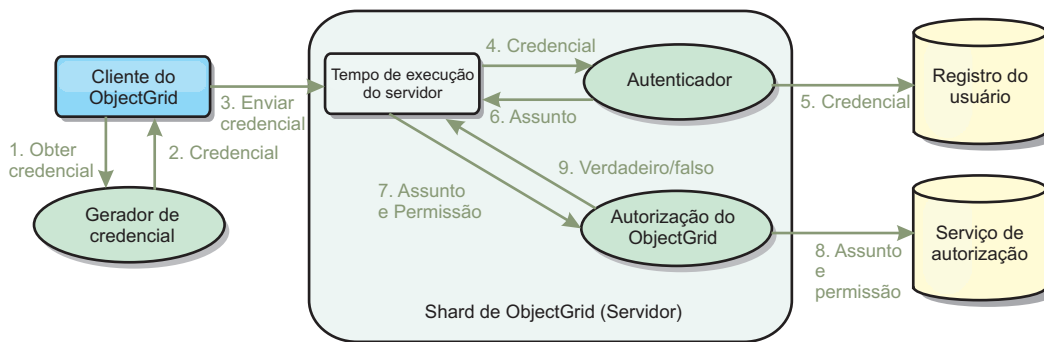 Cliente do
ObjectGrid
1. Obter
credencial
2. Credencial
Gerador de
credencial
3. Enviar
credencial
Tempo de execução
do servidor
4. Credencial
Autenticador
6. Assunto
5. Credencial
Registro do
usuário
7. Assunto
e Permissão
9. Verdadeiro/falso
Autorização do
ObjectGrid
8. Assunto
e
permissão
Serviço de
autorização
Shard de ObjectGrid (Servidor)